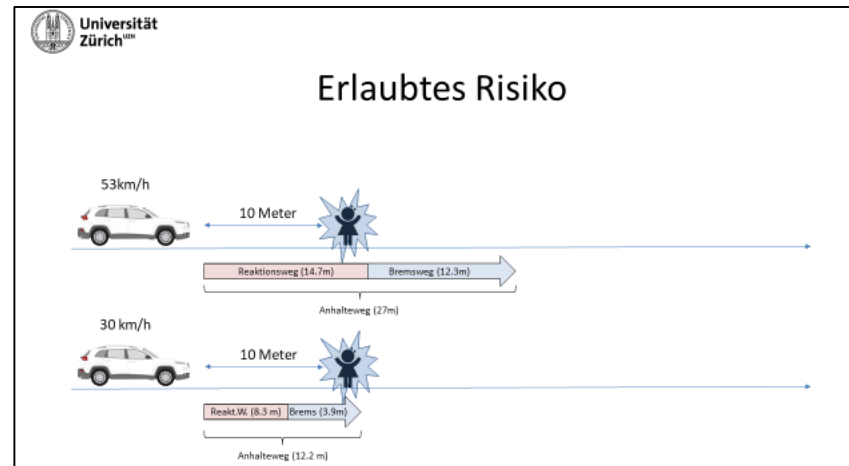 Universität
Zürich UZH
Erlaubtes Risiko
53km/h
10 Meter
Reaktionsweg (14.7m)
Bremsweg (12.3m)
Anhalteweg (27m)
30 km/h
10 Meter
Reakt.W. (8.3 m)
Brems (3.9m)
Anhalteweg (12.2 m)